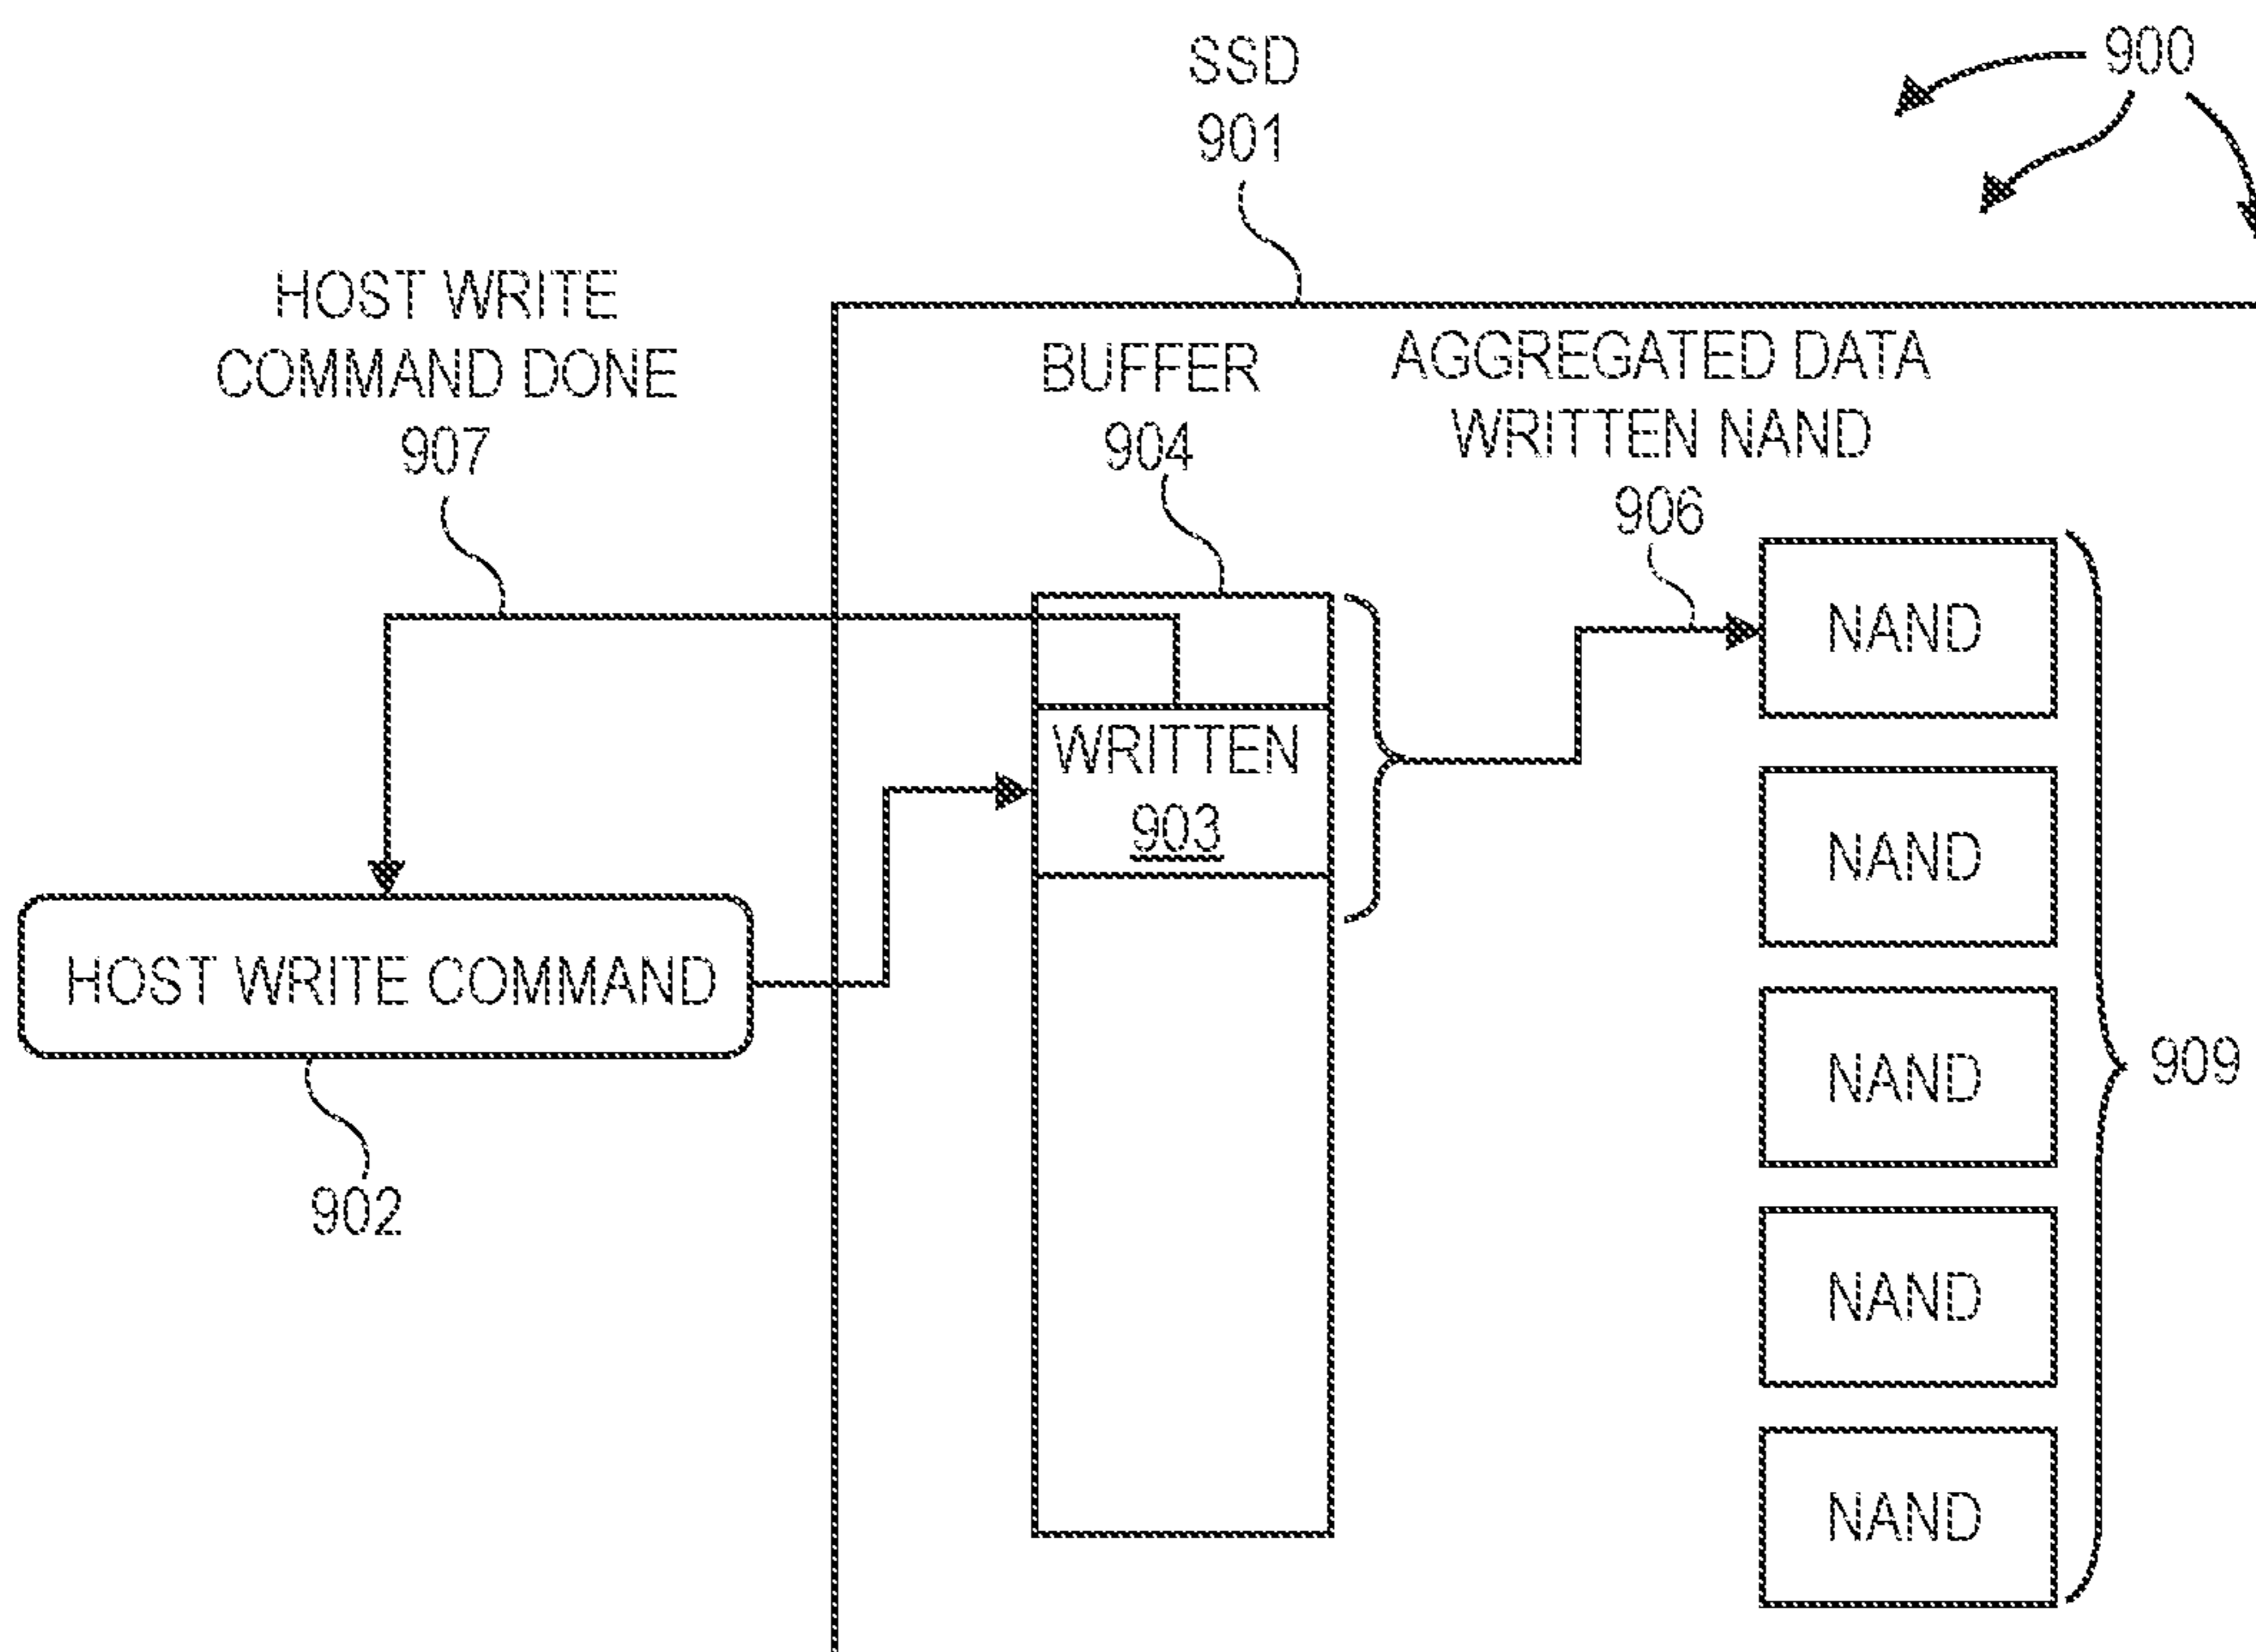 900
SSD
901
HOST WRITE
COMMAND DONE
907
BUFFER
904
AGGREGATED DATA
WRITTEN NAND
906
NAND
WRITTEN
903
NAND
HOST WRITE COMMAND
902
NAND
909
NAND
NAND